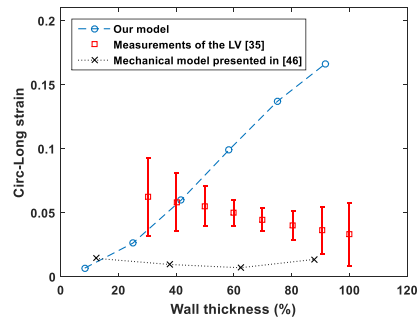 0.2
0.15
0.1
0.05
0
Circ-Long strain
Our model
Measurements of the LV [35]
Mechanical model presented in [46]
0 20 40 60 80 100 120
Wall thickness (%)